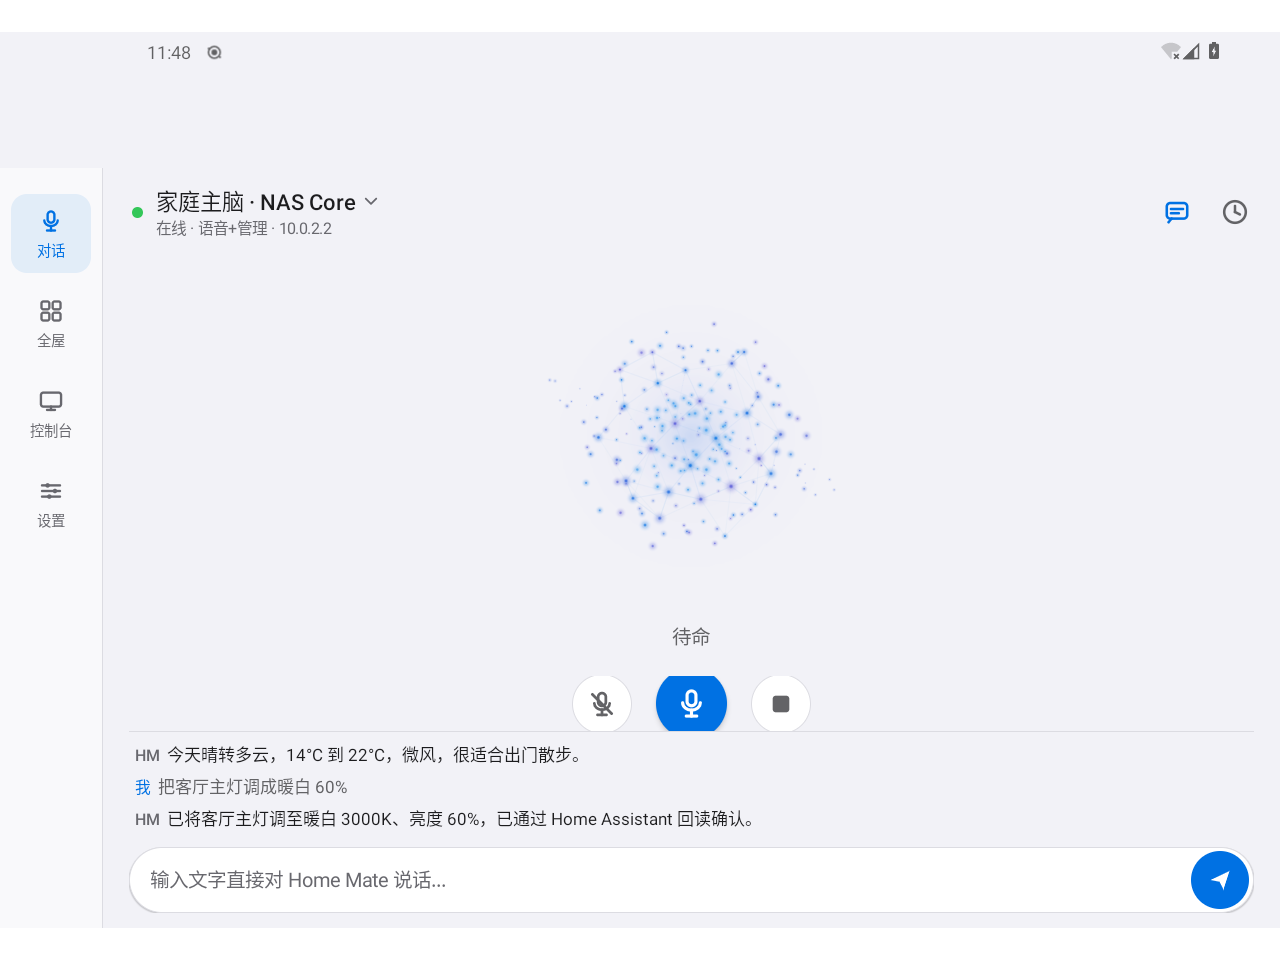 11:48
家庭主脑 · NAS Core
在线 · 语音+管理 · 10.0.2.2
对话
全屋
控制台
设置
待命
HM 今天晴转多云，14°C 到 22°C，微风，很适合出门散步。
我 把客厅主灯调成暖白 60%
HM 已将客厅主灯调至暖白 3000K、亮度 60%，已通过 Home Assistant 回读确认。
输入文字直接对 Home Mate 说话...